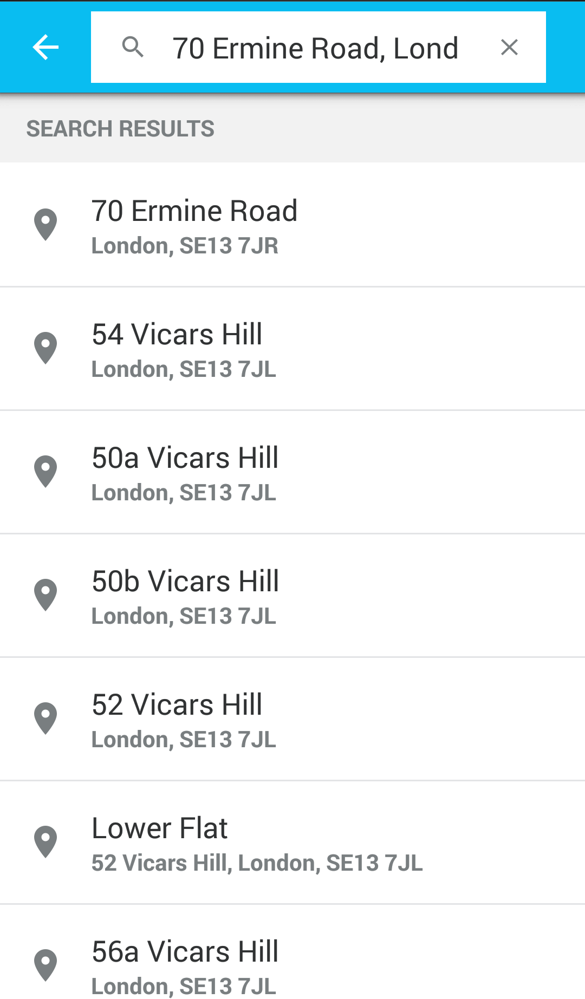 70 Ermine Road, Lond
SEARCH RESULTS
70 Ermine Road
London, SE13 7JR
54 Vicars Hill
London, SE13 7JL
50a Vicars Hill
London, SE13 7JL
50b Vicars Hill
London, SE13 7JL
52 Vicars Hill
London, SE13 7JL
Lower Flat
52 Vicars Hill, London, SE13 7JL
56a Vicars Hill
London, SE13 7JL